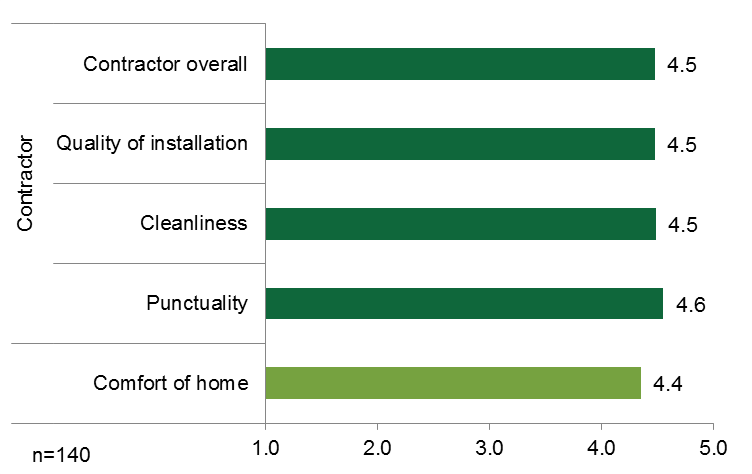 Contractor
Contractor overall 4.5
Quality of installation 4.5
Cleanliness 4.5
Punctuality 4.6
Comfort of home 4.4
1.0 2.0 3.0 4.0 5.0
n=140